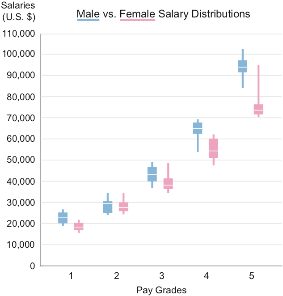 Salaries
(U.S. $)
Male vs. Female Salary Distributions
110,000
100,000
90,000
80,000
70,000
60,000
50,000
40,000
30,000
20,000
10,000
0
1 2 3 4 5
Pay Grades